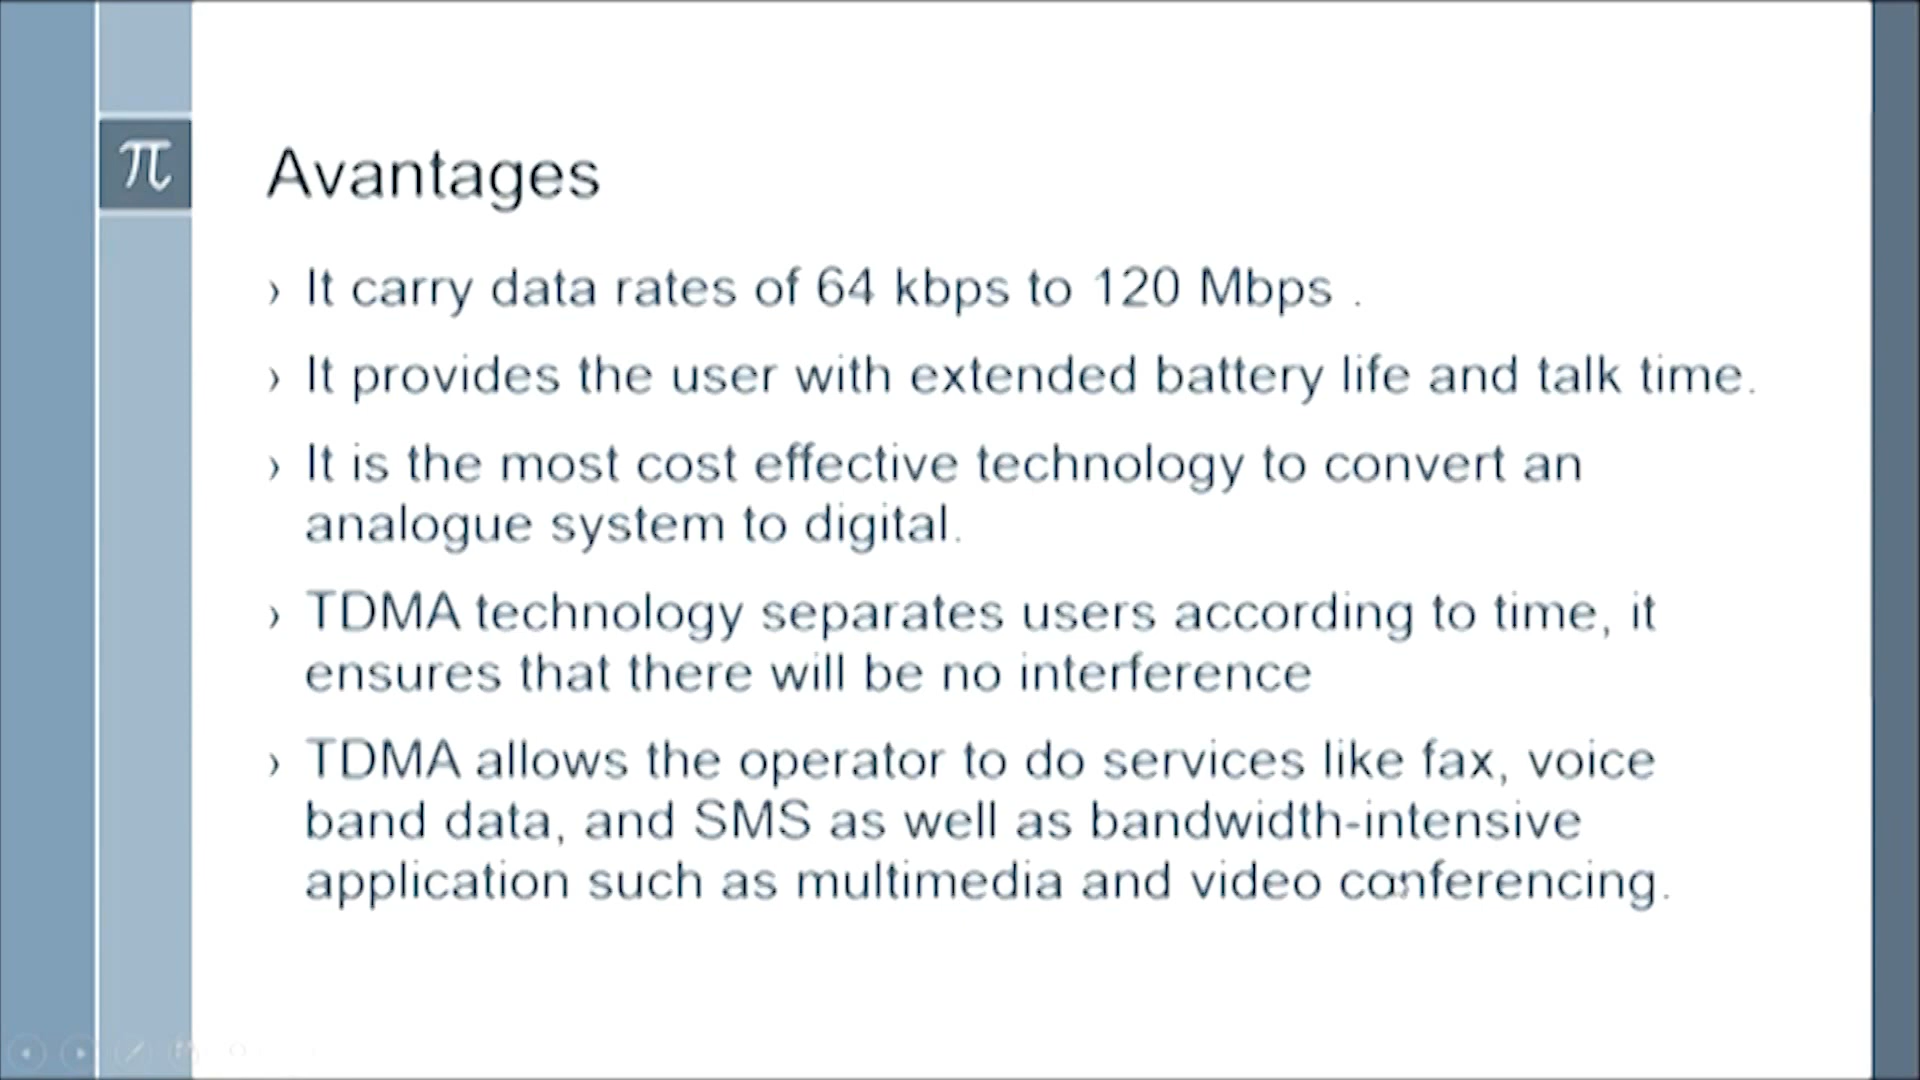 π
Avantages
› It carry data rates of 64 kbps to 120 Mbps .
› It provides the user with extended battery life and talk time.
› It is the most cost effective technology to convert an
analogue system to digital.
› TDMA technology separates users according to time, it
ensures that there will be no interference
› TDMA allows the operator to do services like fax, voice
band data, and SMS as well as bandwidth-intensive
application such as multimedia and video conferencing.